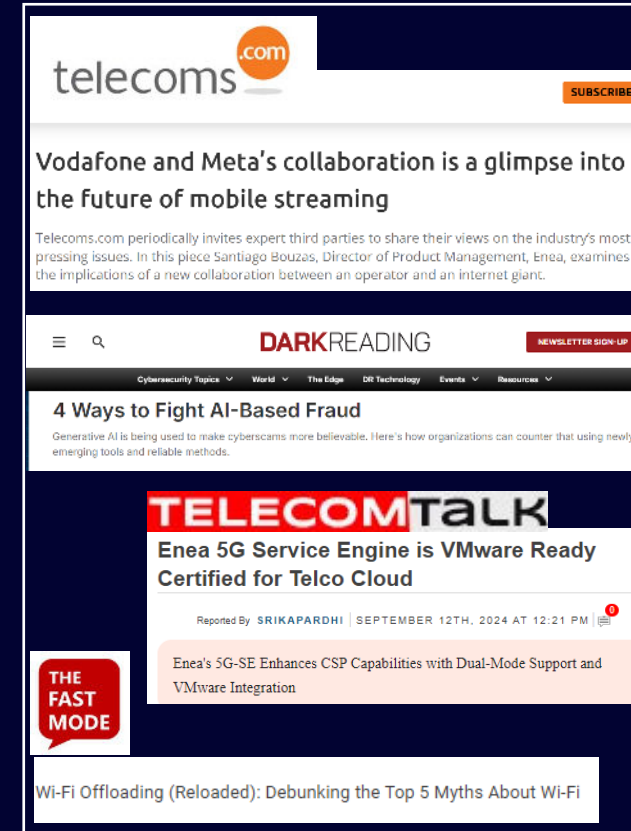 telecoms.com
SUBSCRIBE
Vodafone and Meta's collaboration is a glimpse into
the future of mobile streaming
Telecoms.com periodically invites expert third parties to share their views on the industry's most
pressing issues. In this piece Santiago Bouzas, Director of Product Management, Enea, examines
the implications of a new collaboration between an operator and an internet giant.
DARKREADING
NEWSLETTER SIGN-UP
Cybersecurity Topics World The Edge DR Technology Events Resources
4 Ways to Fight AI-Based Fraud
Generative AI is being used to make cyberscams more believable. Here's how organizations can counter that using newly
emerging tools and reliable methods.
TELECOMTALK
Enea 5G Service Engine is VMware Ready
Certified for Telco Cloud
Reported By SRIKAPARDHI | SEPTEMBER 12TH, 2024 AT 12:21 PM | 0
Enea's 5G-SE Enhances CSP Capabilities with Dual-Mode Support and
VMware Integration
THE
FAST
MODE
Wi-Fi Offloading (Reloaded): Debunking the Top 5 Myths About Wi-Fi